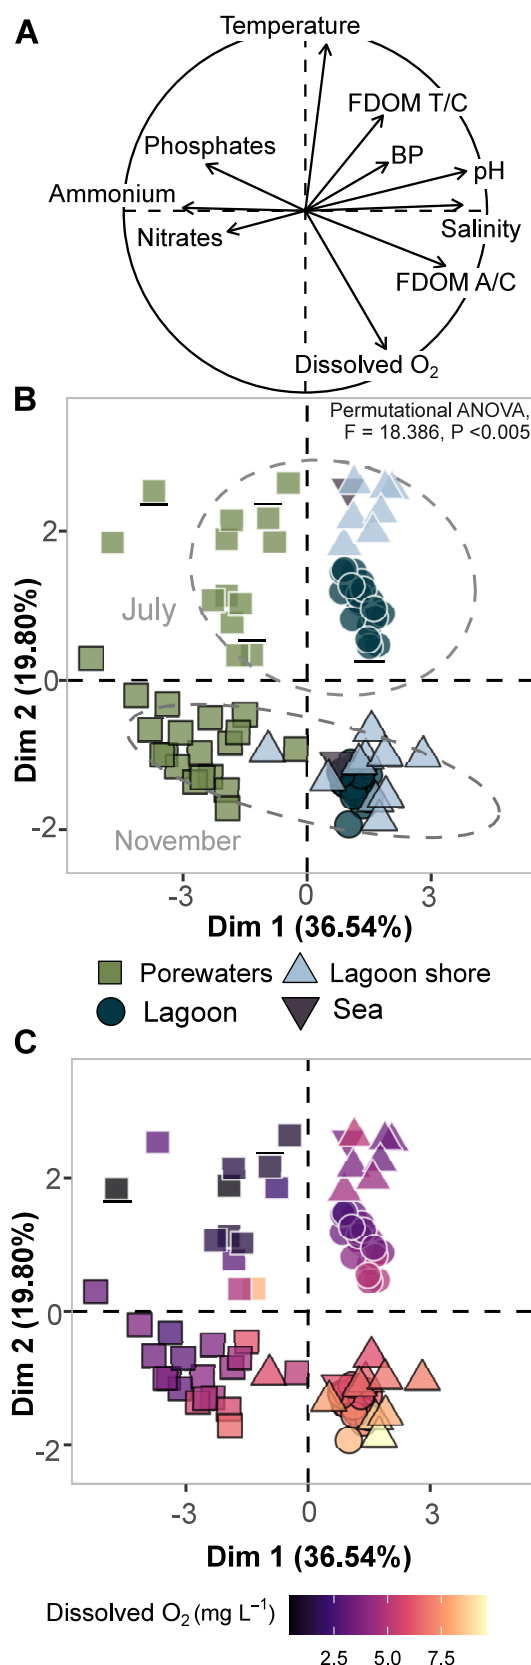 A
Temperature
FDOM T/C
Phosphates
BP
pH
Ammonium
Nitrates
Salinity
FDOM A/C
Dissolved O₂
B
Permutational ANOVA,
F = 18.386, P <0.005
2
July
0
November
-2
Dim 2 (19.80%)
-3 0 3
Dim 1 (36.54%)
Porewaters Lagoon shore
Lagoon Sea
C
2
0
-2
Dim 2 (19.80%)
-3 0 3
Dim 1 (36.54%)
Dissolved O₂ (mg L⁻¹)
2.5 5.0 7.5